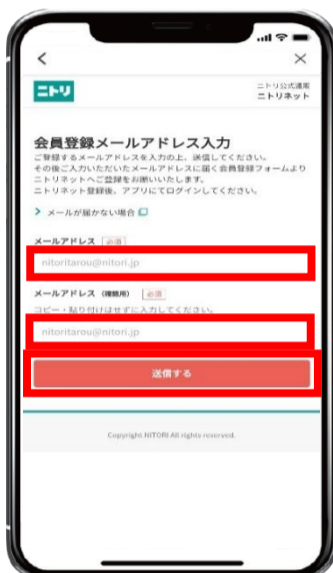 ニトリ
ニトリ公式通販
ニトリネット
会員登録メールアドレス入力
ご登録するメールアドレスを入力の上、送信してください。
その後ご入力いただいたメールアドレスに届く会員登録フォームより
ニトリネットへご登録をお願いいたします。
ニトリネット登録後、アプリにてログインしてください。
メールが届かない場合
メールアドレス 必須
nitoritarou@nitori.jp
メールアドレス (確認用) 必須
コピー・貼り付けはせずに入力してください。
nitoritarou@nitori.jp
送信する
Copyright NITORI All rights reserved.